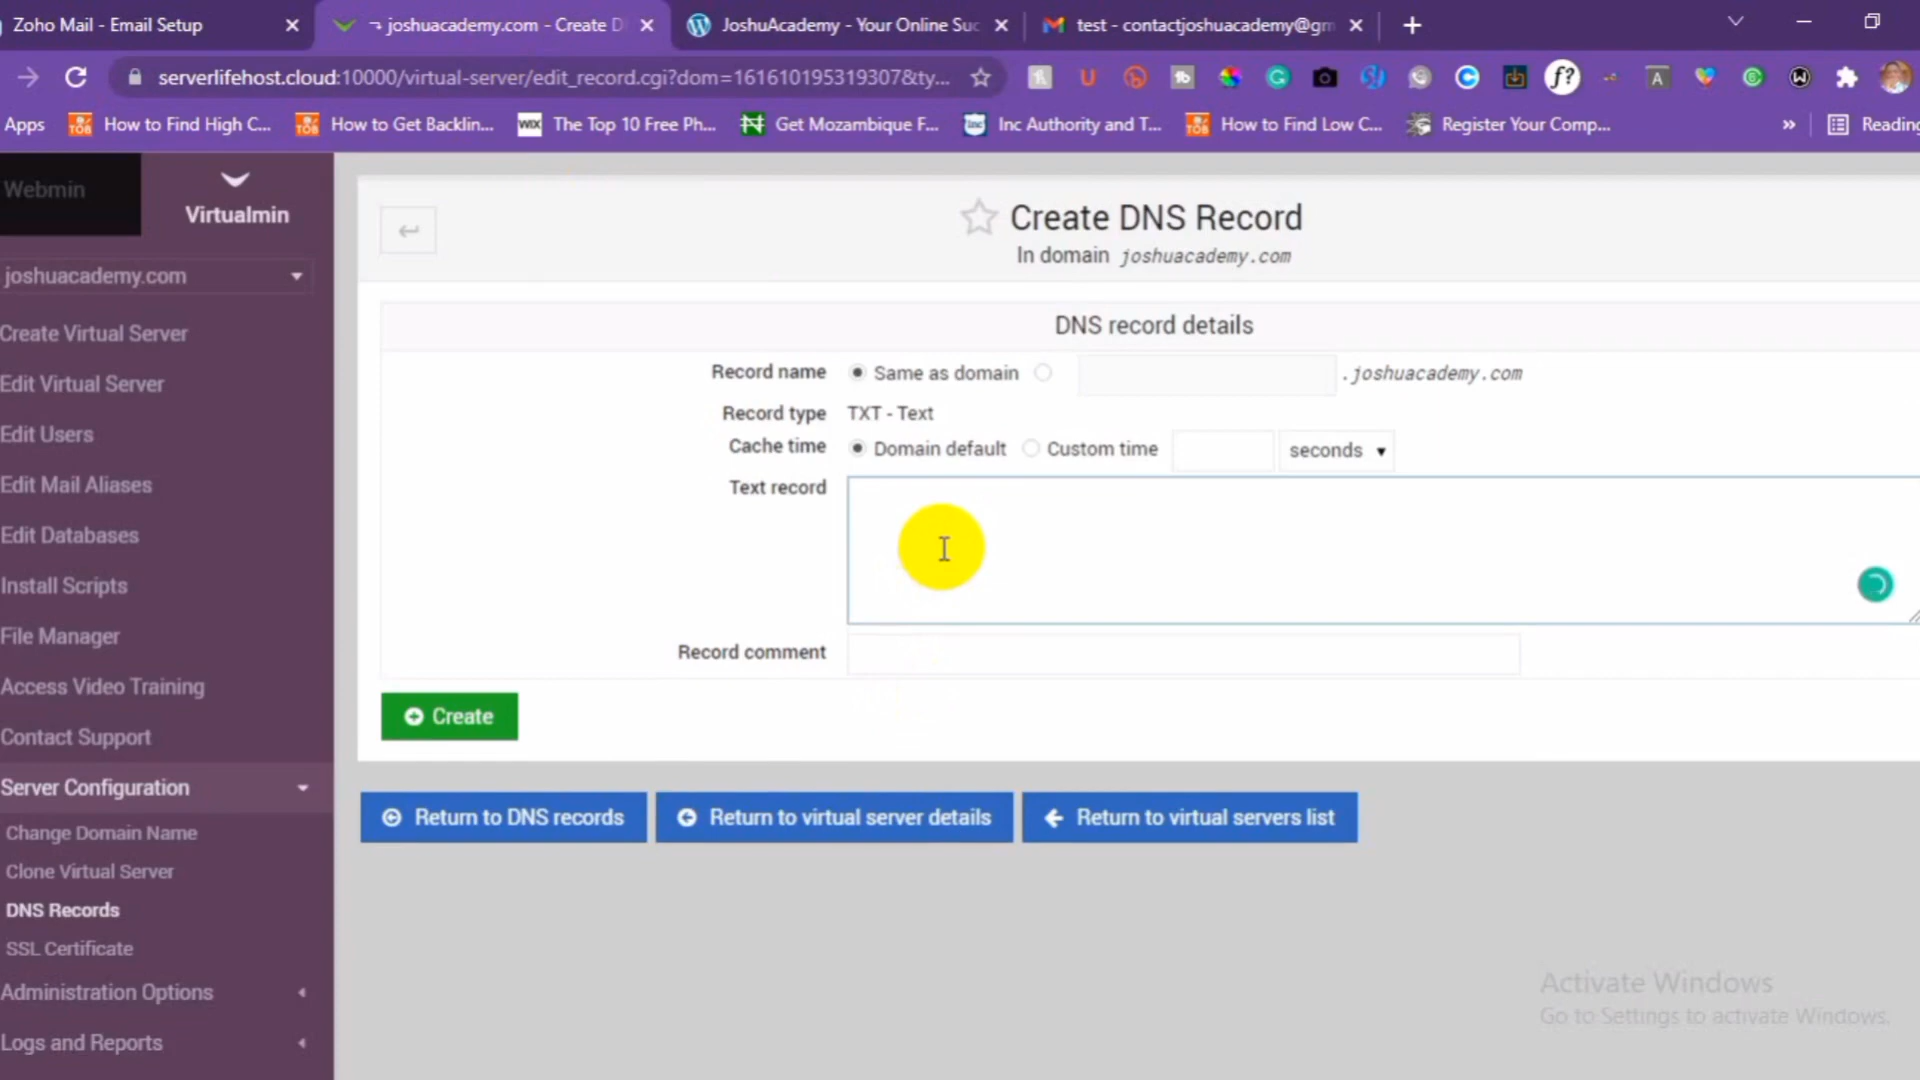 Zoho Mail - Email Setup
joshuacademy.com - Create D
JoshuAcademy - Your Online Suc
test - contactjoshuacademy@gm
serverlifehost.cloud:10000/virtual-server/edit_record.cgi?dom=161610195319307&ty...
Apps
How to Find High C...
How to Get Backlin...
WIX
The Top 10 Free Ph...
Get Mozambique F...
Inc Authority and T...
How to Find Low C...
Register Your Comp...
»
Reading
Webmin
Virtualmin
joshuacademy.com
Create Virtual Server
Edit Virtual Server
Edit Users
Edit Mail Aliases
Edit Databases
Install Scripts
File Manager
Access Video Training
Contact Support
Server Configuration
Change Domain Name
Clone Virtual Server
DNS Records
SSL Certificate
Administration Options
Logs and Reports
Create DNS Record
In domain joshuacademy.com
DNS record details
Record name Same as domain .joshuacademy.com
Record type TXT - Text
Cache time Domain default Custom time seconds
Text record
Record comment
Create
Return to DNS records
Return to virtual server details
Return to virtual servers list
Activate Windows
Go to Settings to activate Windows.